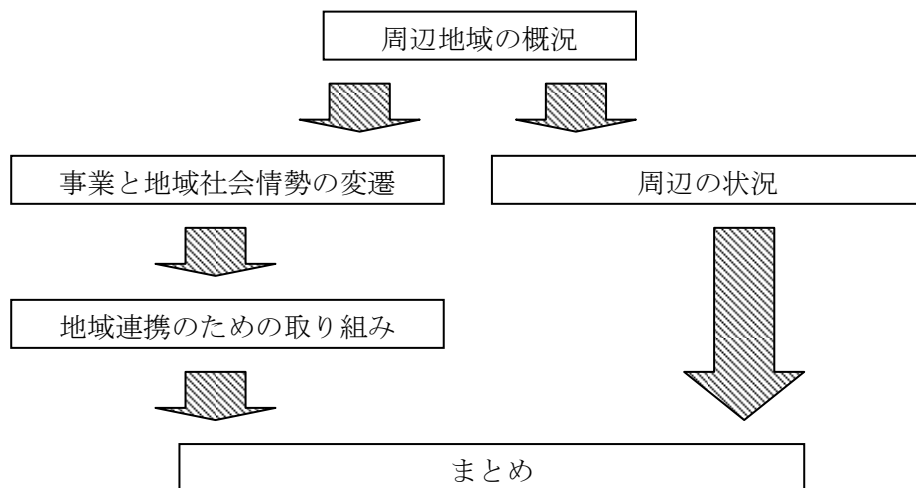 周辺地域の概況
事業と地域社会情勢の変遷
周辺の状況
地域連携のための取り組み
まとめ